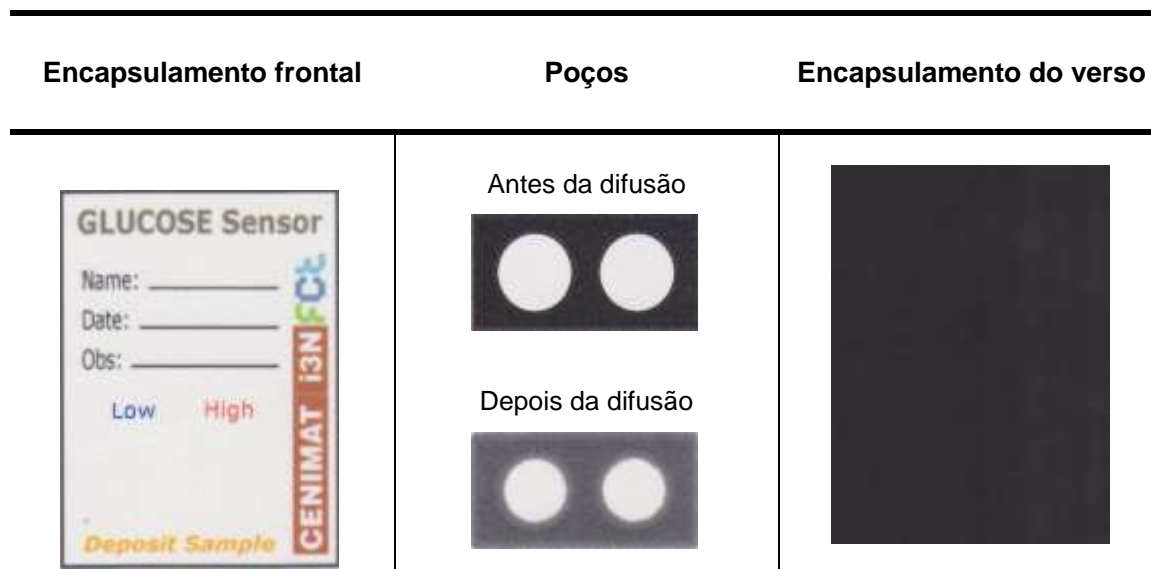 Encapsulamento frontal
Poços
Encapsulamento do verso
GLUCOSE Sensor
Name:
Date:
Obs:
Low High
Deposit Sample
CENIMAT i3N FCt
Antes da difusão
Depois da difusão